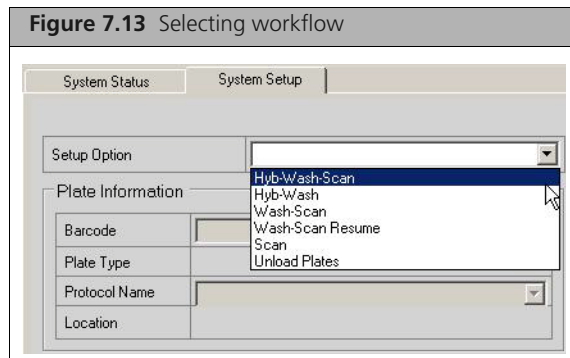 Figure 7.13 Selecting workflow
System Status System Setup
Setup Option
Hyb-Wash-Scan
Hyb-Wash
Wash-Scan
Wash-Scan Resume
Scan
Unload Plates
Plate Information
Barcode
Plate Type
Protocol Name
Location